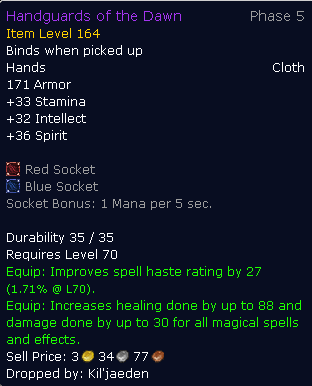 Handguards of the Dawn Phase 5
Item Level 164
Binds when picked up
Hands Cloth
171 Armor
+33 Stamina
+32 Intellect
+36 Spirit
Red Socket
Blue Socket
Socket Bonus: 1 Mana per 5 sec.
Durability 35 / 35
Requires Level 70
Equip: Improves spell haste rating by 27
(1.71% @ L70).
Equip: Increases healing done by up to 88 and
damage done by up to 30 for all magical spells
and effects.
Sell Price: 3 34 77
Dropped by: Kil'jaeden